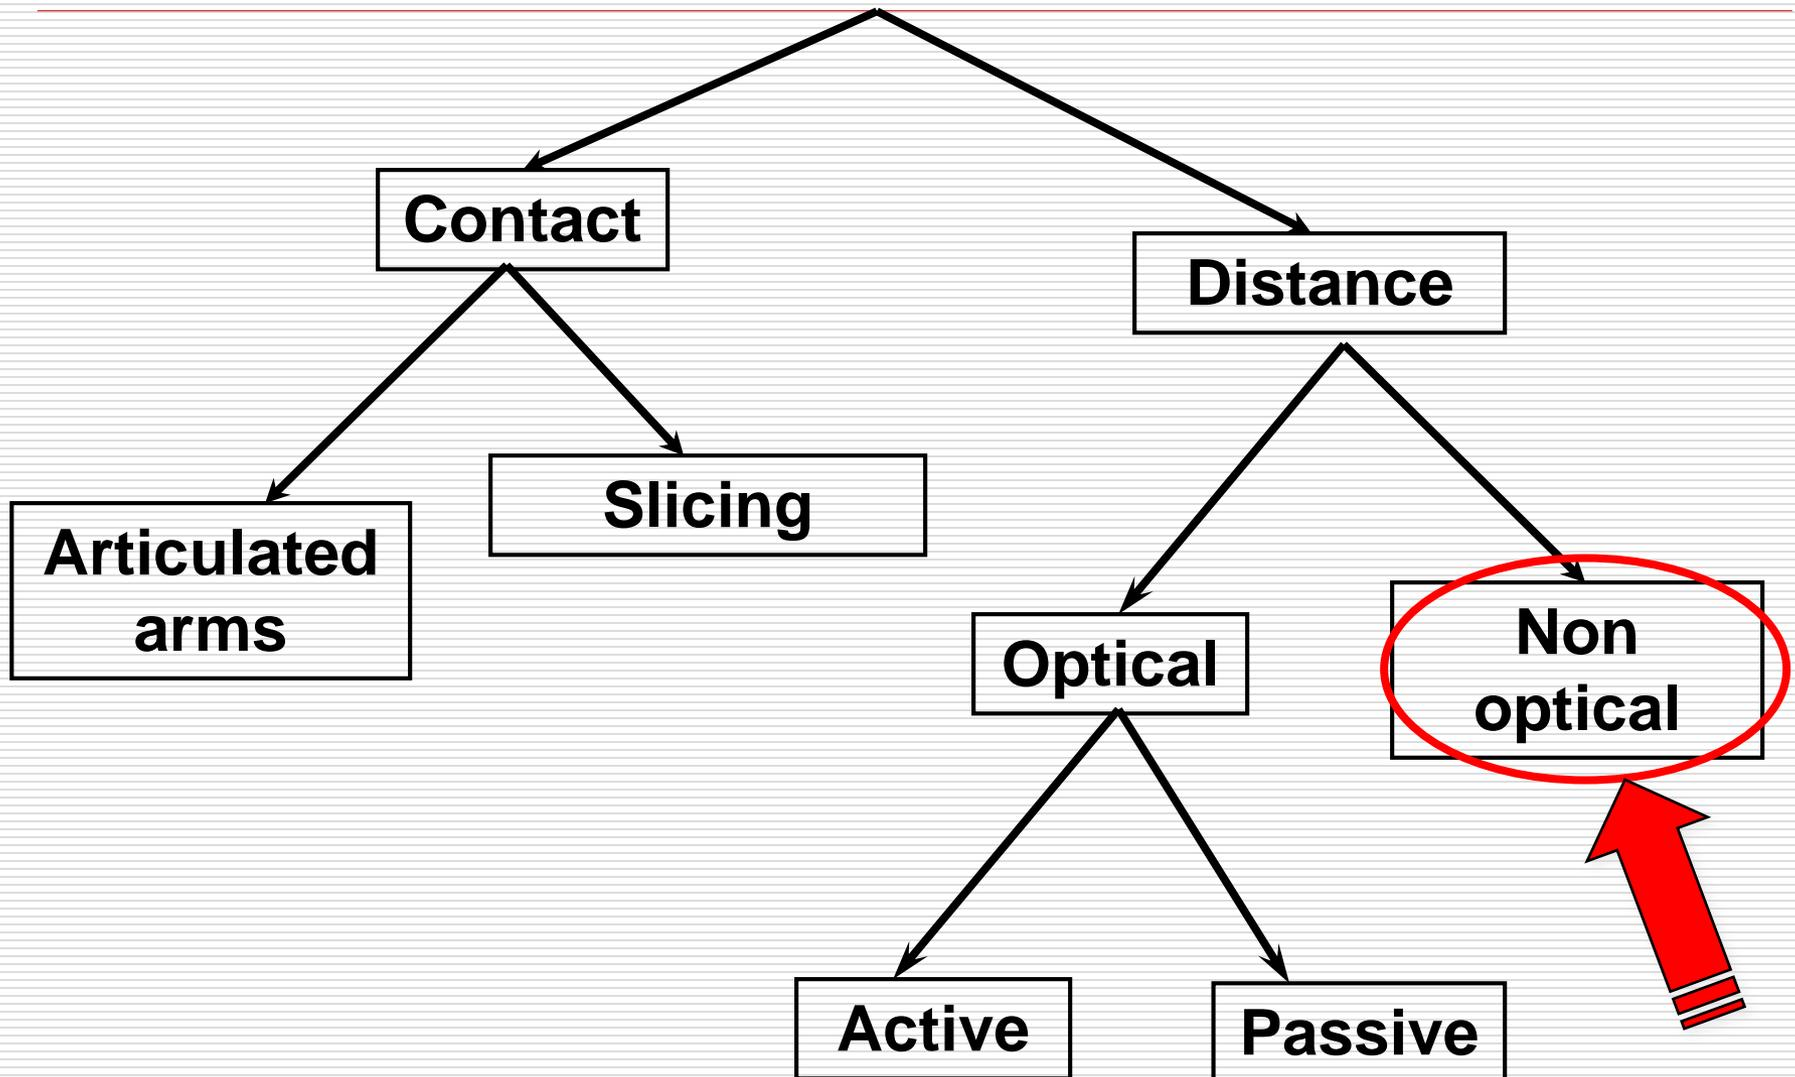 Contact
Distance
Articulated
arms
Slicing
Optical
Non
optical
Active
Passive